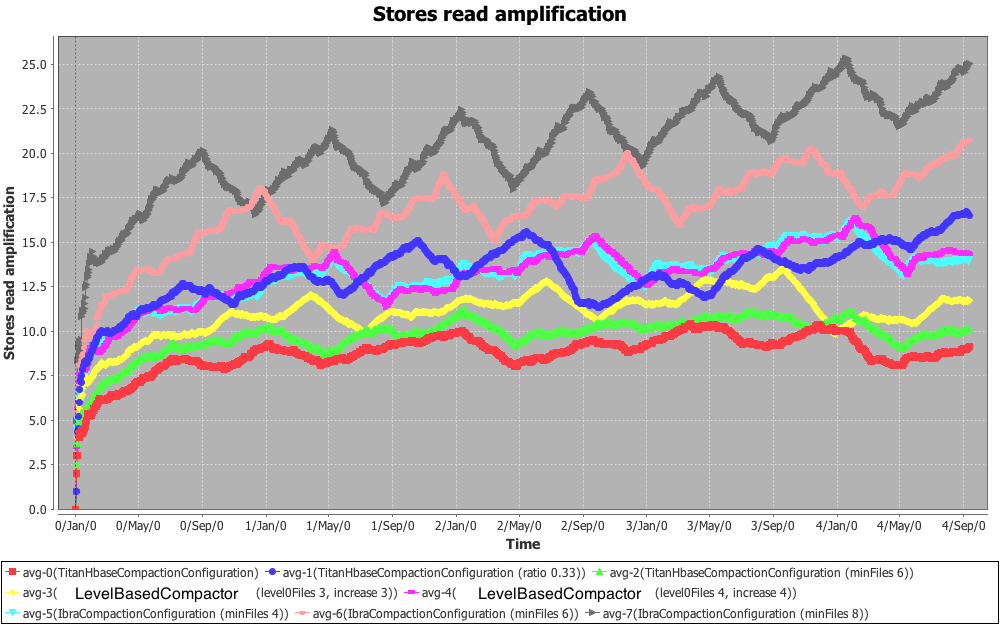 Stores read amplification
Stores read amplification
25.0
22.5
20.0
17.5
15.0
12.5
10.0
7.5
5.0
2.5
0.0
0/Jan/0 0/May/0 0/Sep/0 1/Jan/0 1/May/0 1/Sep/0 2/Jan/0 2/May/0 2/Sep/0 3/Jan/0 3/May/0 3/Sep/0 4/Jan/0 4/May/0 4/Sep/0
Time
avg-0(TitanHbaseCompactionConfiguration) avg-1(TitanHbaseCompactionConfiguration (ratio 0.33)) avg-2(TitanHbaseCompactionConfiguration (minFiles 6))
avg-3( LevelBasedCompactor (level0Files 3, increase 3)) avg-4( LevelBasedCompactor (level0Files 4, increase 4))
avg-5(IbraCompactionConfiguration (minFiles 4)) avg-6(IbraCompactionConfiguration (minFiles 6)) avg-7(IbraCompactionConfiguration (minFiles 8))